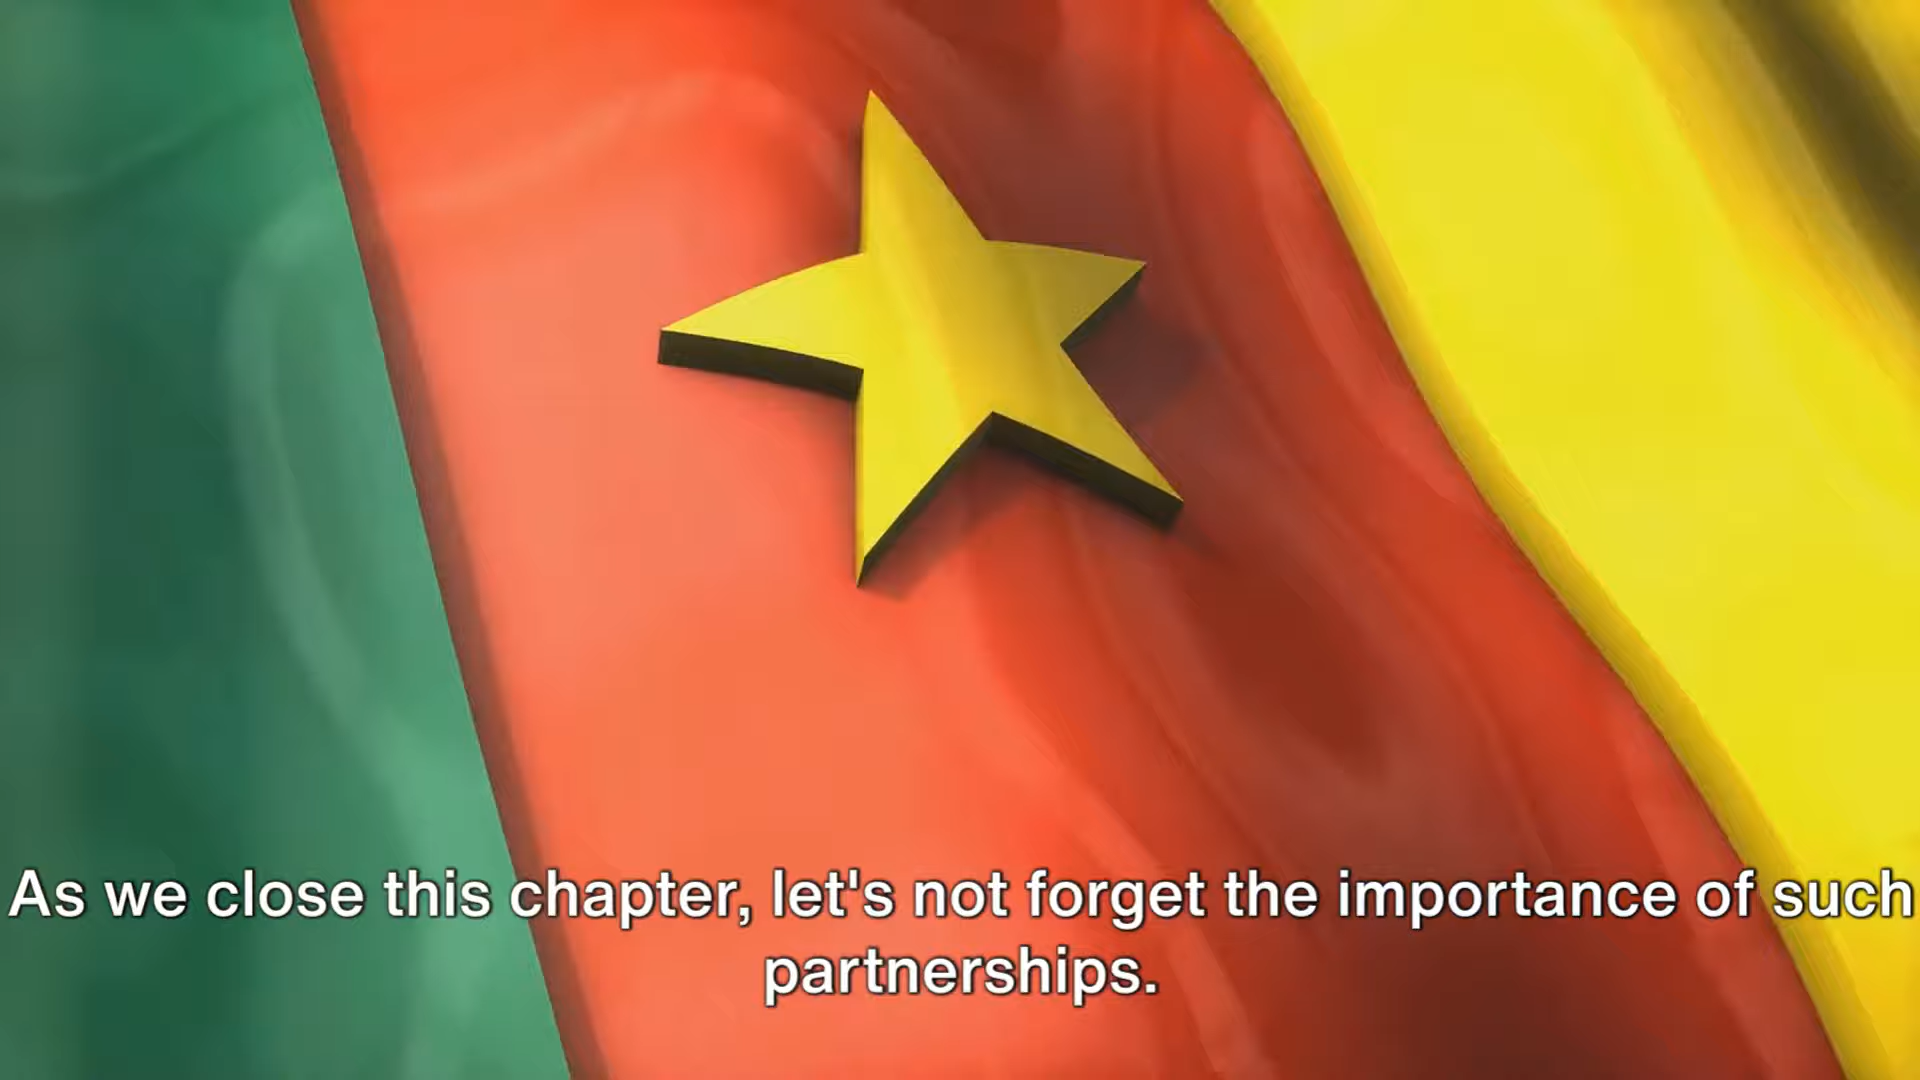 As we close this chapter, let's not forget the importance of such
partnerships.